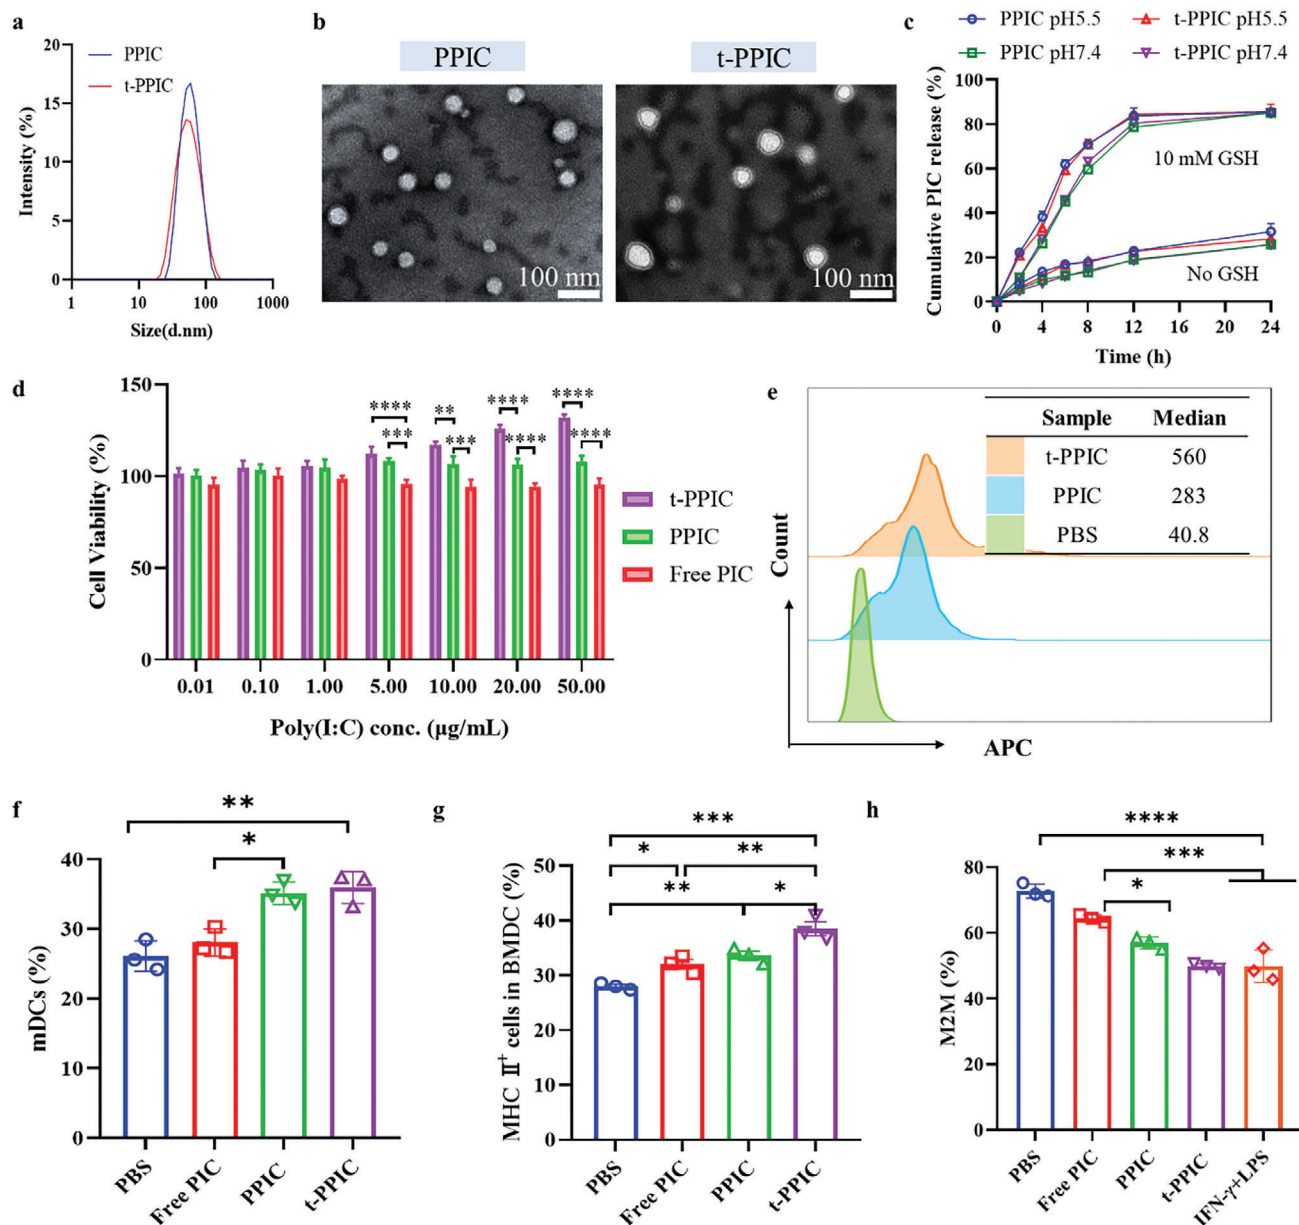 a
20
15
10
5
0
Intensity (%)
PPIC
t-PPIC
1 10 100 1000
Size(d.nm)
b
PPIC
t-PPIC
100 nm
100 nm
c
PPIC pH5.5
t-PPIC pH5.5
PPIC pH7.4
t-PPIC pH7.4
100
80
60
40
20
0
Cumulative PIC release (%)
10 mM GSH
No GSH
0 4 8 12 16 20 24
Time (h)
d
150
100
50
0
Cell Viability (%)
**** ** **** ****
*** *** **** ****
t-PPIC
PPIC
Free PIC
0.01 0.10 1.00 5.00 10.00 20.00 50.00
Poly(I:C) conc. (μg/mL)
e
Sample Median
t-PPIC 560
PPIC 283
PBS 40.8
Count
APC
f
**
*
40
30
20
10
0
mDCs (%)
PBS
Free PIC
PPIC
t-PPIC
g
***
* **
** *
50
40
30
20
10
0
MHC Ⅱ+ cells in BMDC (%)
PBS
Free PIC
PPIC
t-PPIC
h
****
***
*
80
60
40
20
0
M2M (%)
PBS
Free PIC
PPIC
t-PPIC
IFN-γ+LPS